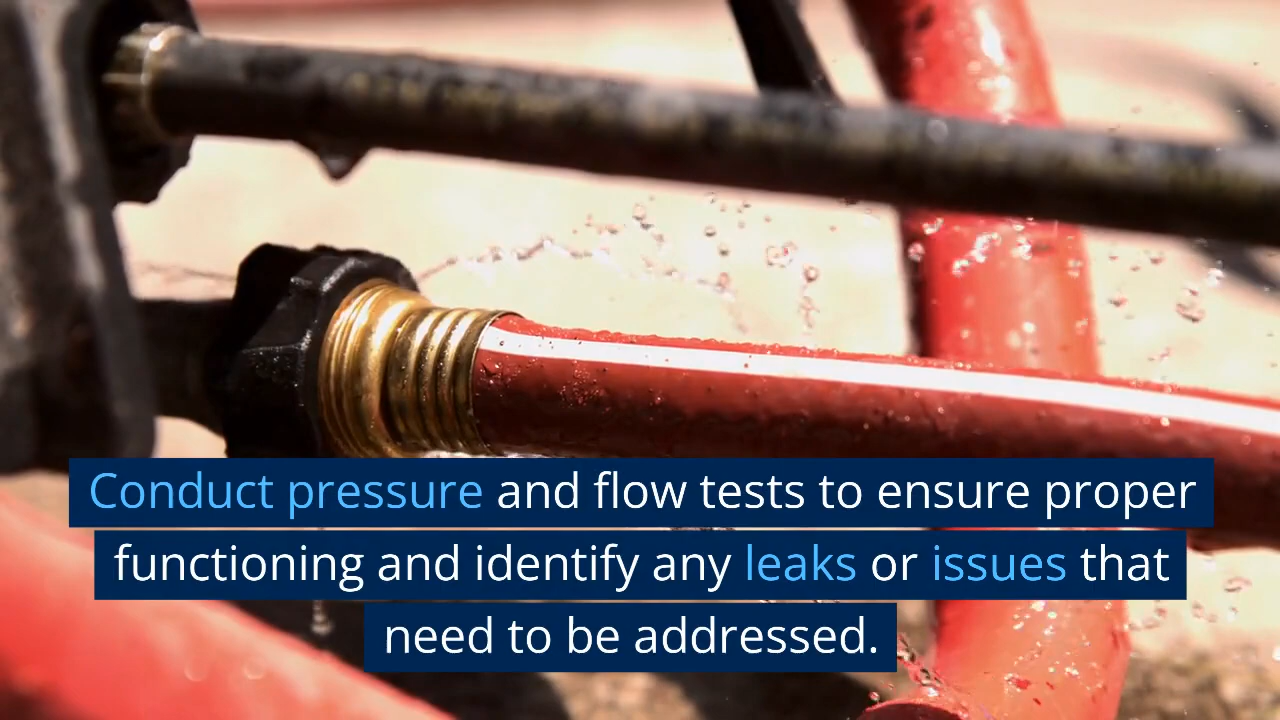 Conduct pressure and flow tests to ensure proper
functioning and identify any leaks or issues that
need to be addressed.